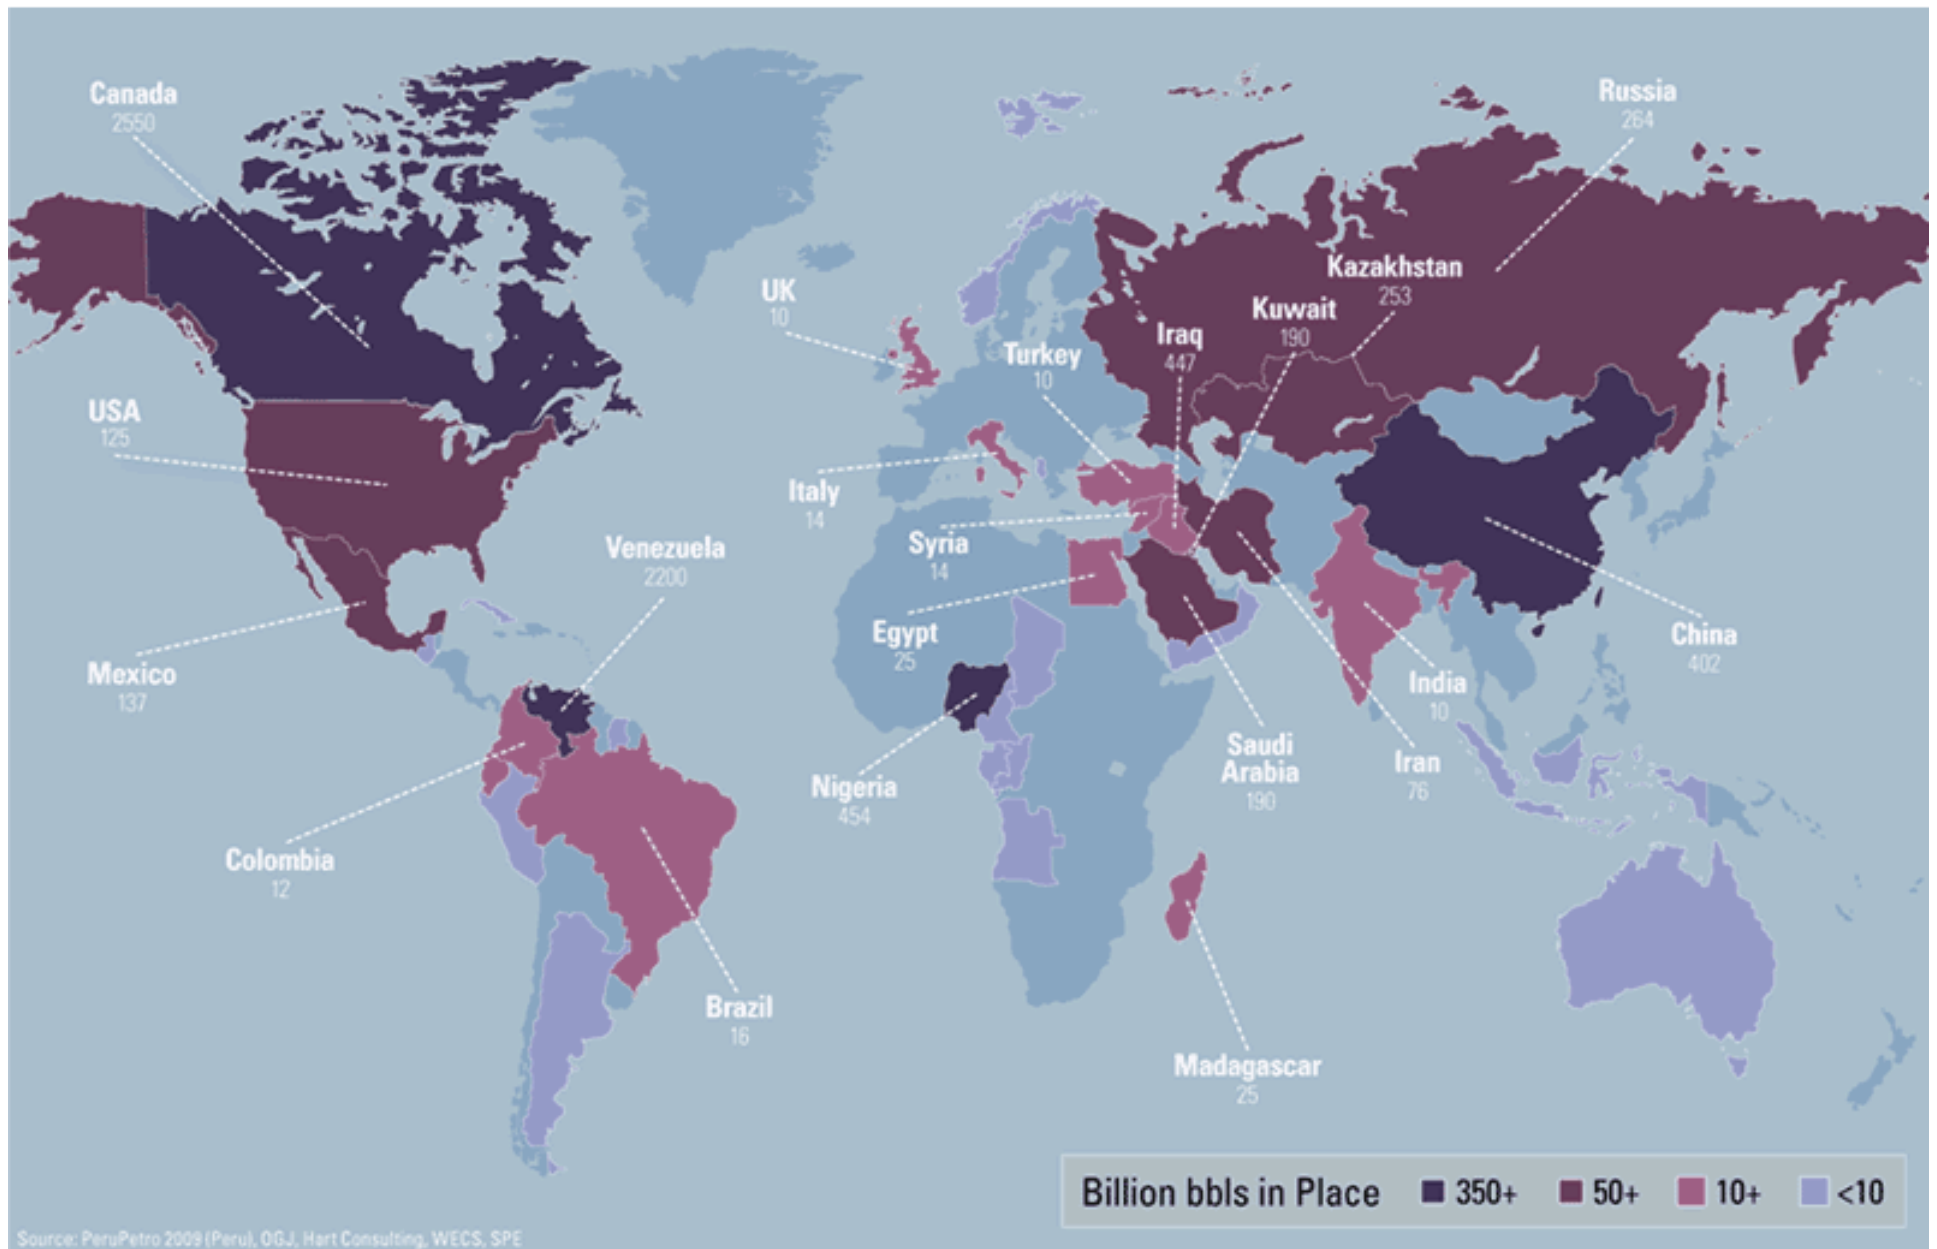 Canada
2550
Russia
264
Kazakhstan
253
UK
10
Kuwait
190
Iraq
447
Turkey
10
USA
125
Italy
14
Venezuela
2200
Syria
14
Egypt
25
China
402
Mexico
137
India
10
Saudi
Arabia
190
Iran
76
Nigeria
454
Colombia
12
Brazil
16
Madagascar
25
Billion bbls in Place 350+ 50+ 10+ <10
Source: PeruPetro 2009 (Peru), OGJ, Hart Consulting, WECS, SPE